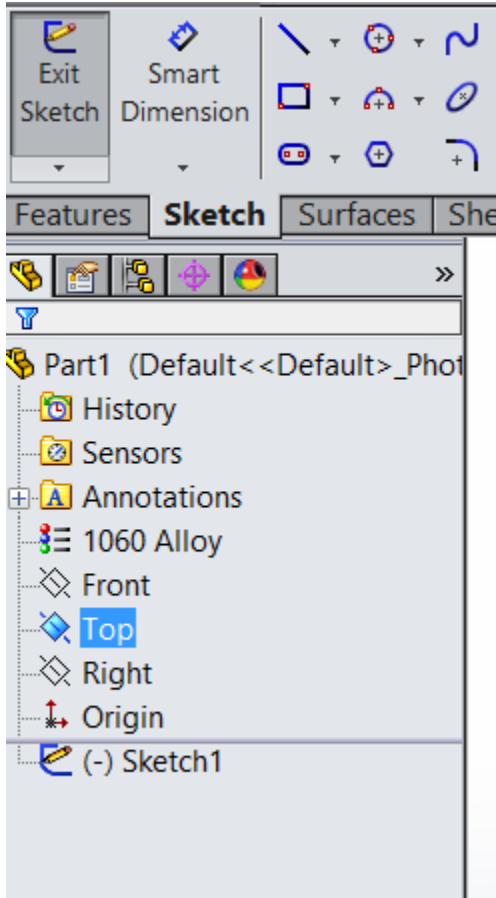 Exit Sketch
Smart Dimension
Features Sketch Surfaces She
»
Part1 (Default<<Default>_Phot
History
Sensors
A Annotations
1060 Alloy
Front
Top
Right
Origin
(-) Sketch1